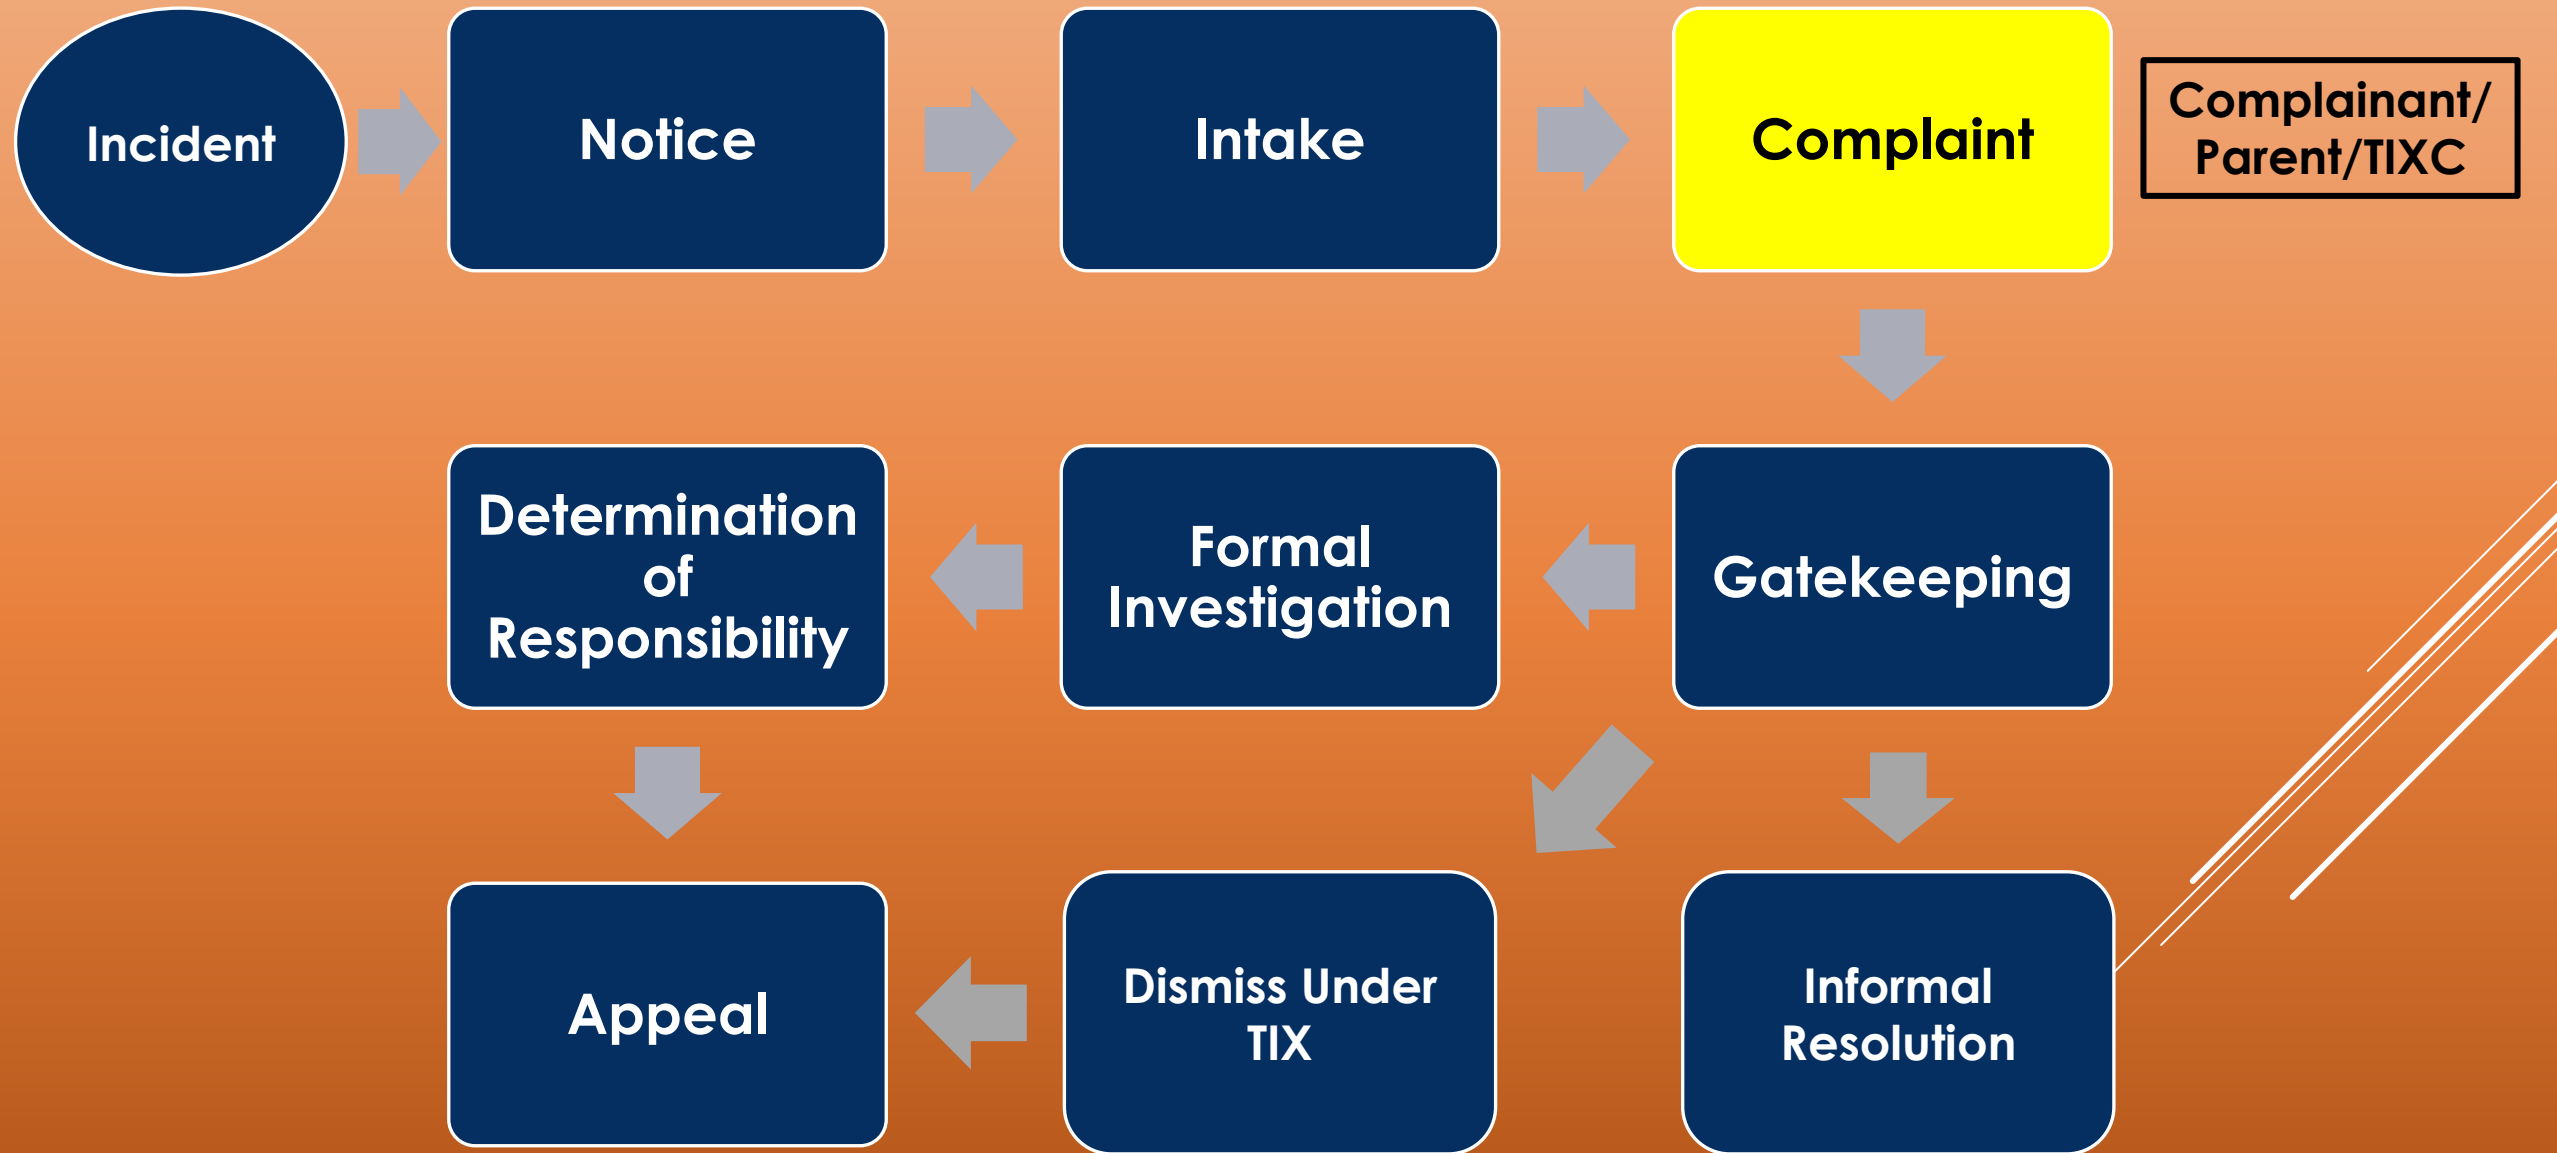 Incident
Notice
Intake
Complaint
Complainant/
Parent/TIXC
Determination
of
Responsibility
Formal
Investigation
Gatekeeping
Appeal
Dismiss Under
TIX
Informal
Resolution